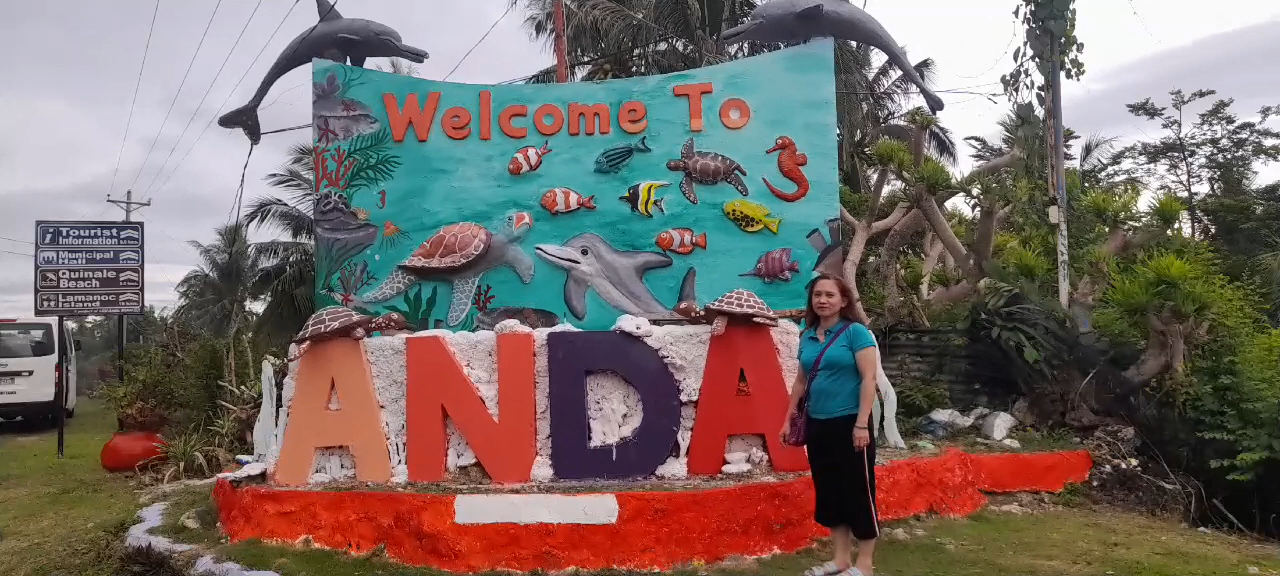 Welcome To
ANDA
Tourist
Information
Municipal
Hall
Quinale
Beach
Lamanoc
Island